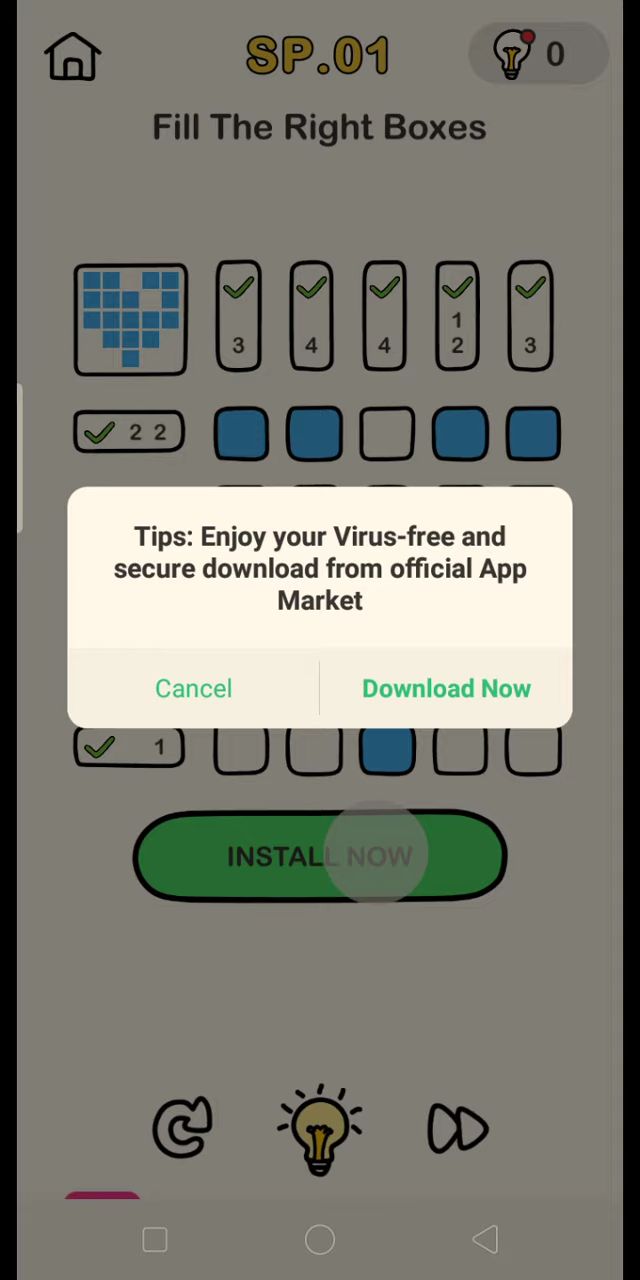 SP.01
0
Fill The Right Boxes
1
3 4 4 2 3
2 2
Tips: Enjoy your Virus-free and
secure download from official App
Market
Cancel Download Now
1
INSTALL NOW